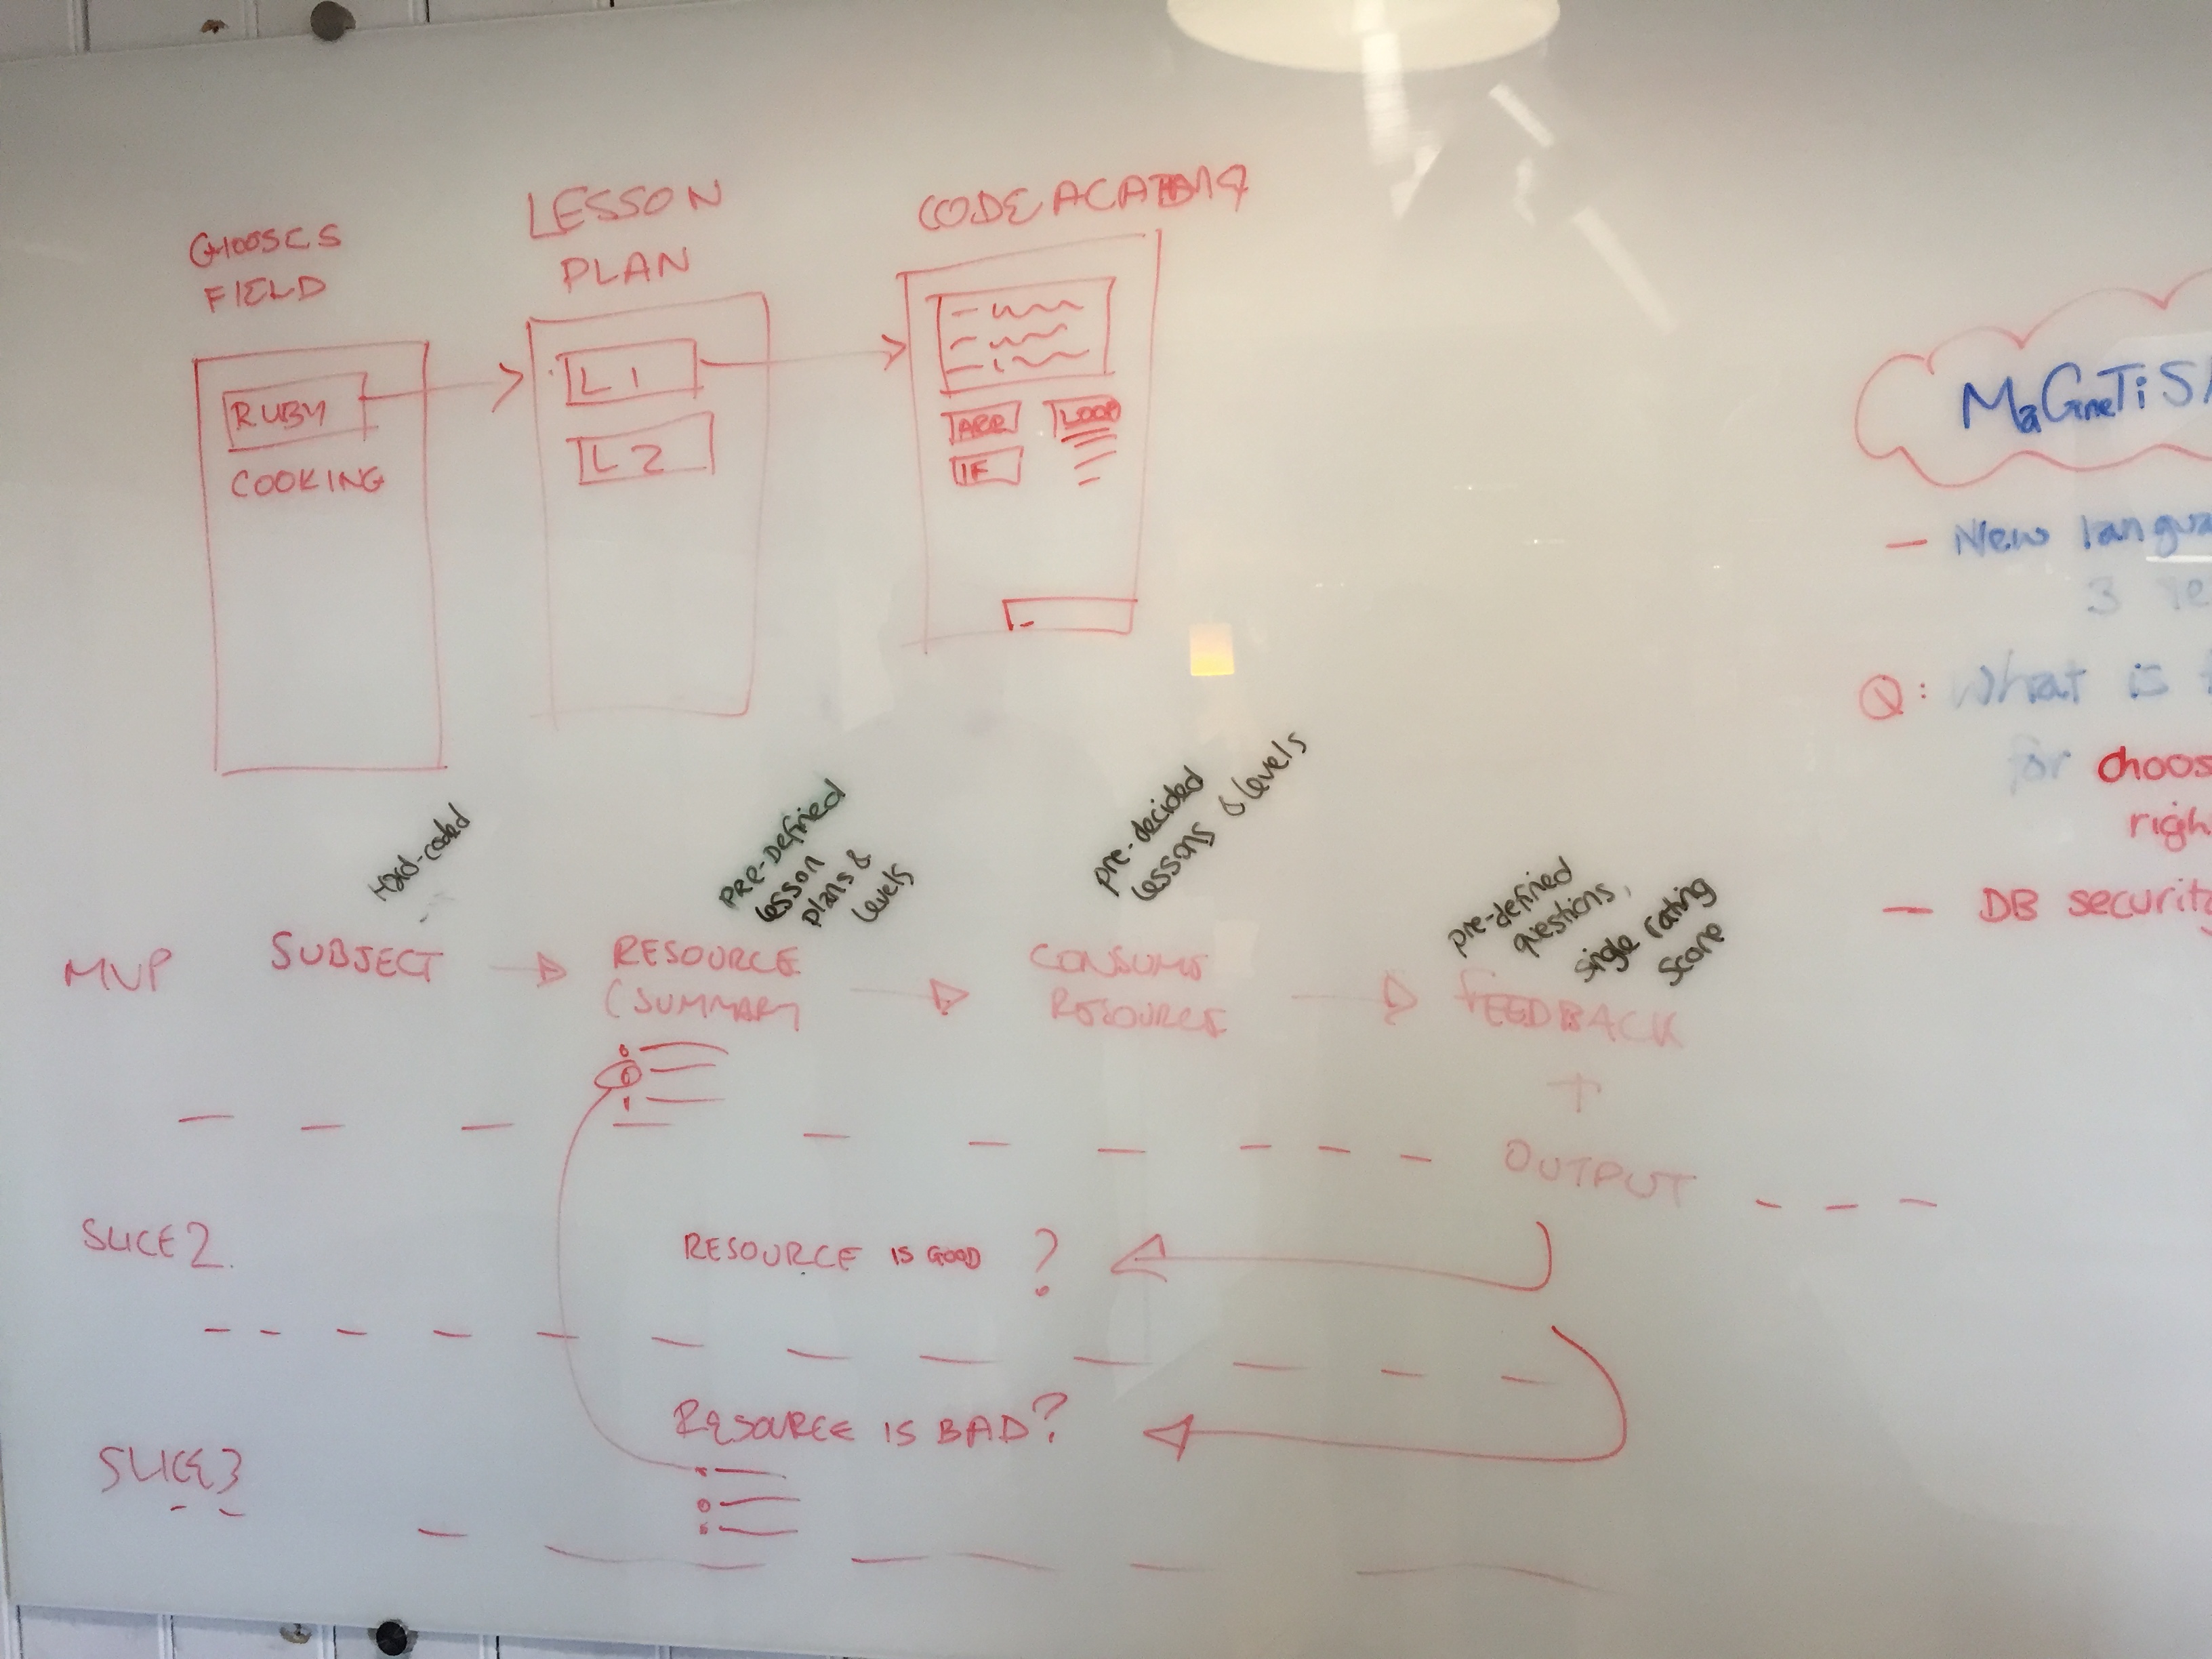 CHOOSES
FIELD
RUBY
COOKING
LESSON
PLAN
L1
L2
CODEACADEMY
ARR
LOOP
IF
MaGneTiS
- New langua
3
Q: What is
for choos
righ
- DB security
Hard-coded
PRE-DEFINED
lesson
plans &
levels
pre-decided
lessons & levels
pre-defined
questions,
single rating
score
MVP
SUBJECT
RESOURCE
(SUMMARY
CONSUMS
RESOURCE
FEEDBACK
+
OUTPUT
SLICE 2.
RESOURCE IS GOOD ?
SLICE 3
RESOURCE IS BAD?